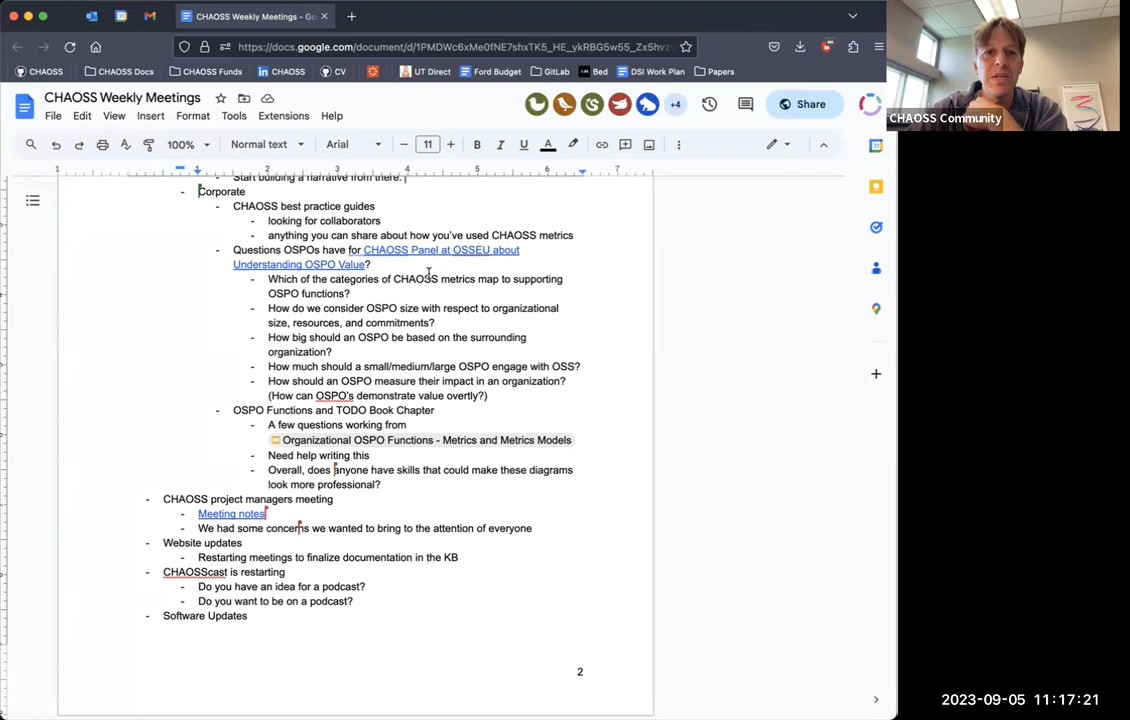 CHAOSS Weekly Meetings - Go
https://docs.google.com/document/d/1PMDWc6xMe0fNE7shxTK5_HE_ykRBG5w55_Zx5hvz
CHAOSS CHAOSS Docs CHAOSS Funds CHAOSS CV UT Direct Ford Budget GitLab Bed DSI Work Plan Papers
CHAOSS Weekly Meetings
+4
Share
File Edit View Insert Format Tools Extensions Help
CHAOSS Community
100% Normal text Arial 11
1 1 2 3 4 5 6 7
- Start building a narrative from there.
- Corporate
- CHAOSS best practice guides
- looking for collaborators
- anything you can share about how you've used CHAOSS metrics
- Questions OSPOs have for CHAOSS Panel at OSSEU about
Understanding OSPO Value?
- Which of the categories of CHAOSS metrics map to supporting
OSPO functions?
- How do we consider OSPO size with respect to organizational
size, resources, and commitments?
- How big should an OSPO be based on the surrounding
organization?
- How much should a small/medium/large OSPO engage with OSS?
- How should an OSPO measure their impact in an organization?
(How can OSPO's demonstrate value overtly?)
- OSPO Functions and TODO Book Chapter
- A few questions working from
Organizational OSPO Functions - Metrics and Metrics Models
- Need help writing this
- Overall, does anyone have skills that could make these diagrams
look more professional?
- CHAOSS project managers meeting
- Meeting notes
- We had some concerns we wanted to bring to the attention of everyone
- Website updates
- Restarting meetings to finalize documentation in the KB
- CHAOSScast is restarting
- Do you have an idea for a podcast?
- Do you want to be on a podcast?
- Software Updates
2
2023-09-05 11:17:21